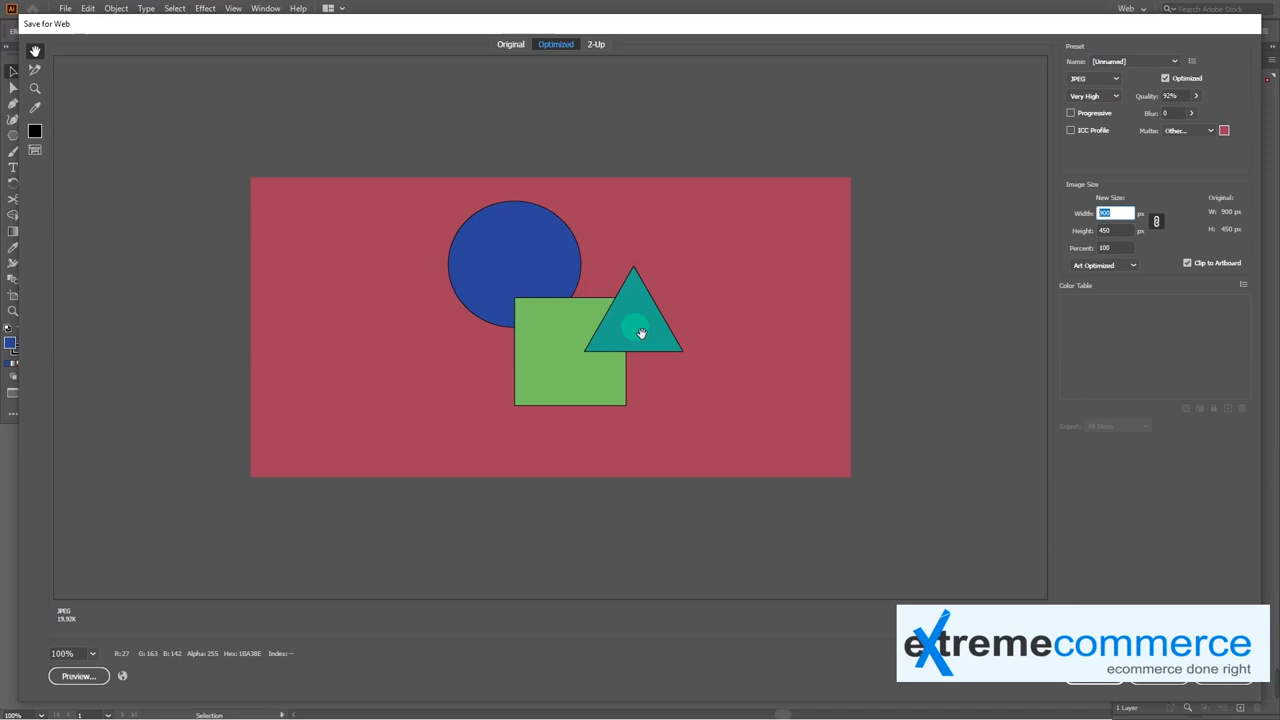 File Edit Object Type Select Effect View Window Help
Web
Search Adobe Stock
Save for Web
Original Optimized 2-Up
Preset
Name: [Unnamed]
JPEG Optimized
Very High Quality: 92%
Progressive Blur: 0
ICC Profile Matte: Other...
Image Size
New Size: Original:
Width: 900 px W: 900 px
Height: 450 px H: 450 px
Percent: 100
Art Optimized Clip to Artboard
Color Table
Export: All Slices
JPEG
19.92K
100% R: 27 G: 163 B: 142 Alpha: 255 Hex: 1BA38E Index: --
Preview...
extremecommerce
ecommerce done right
100% 1 Selection 1 Layer